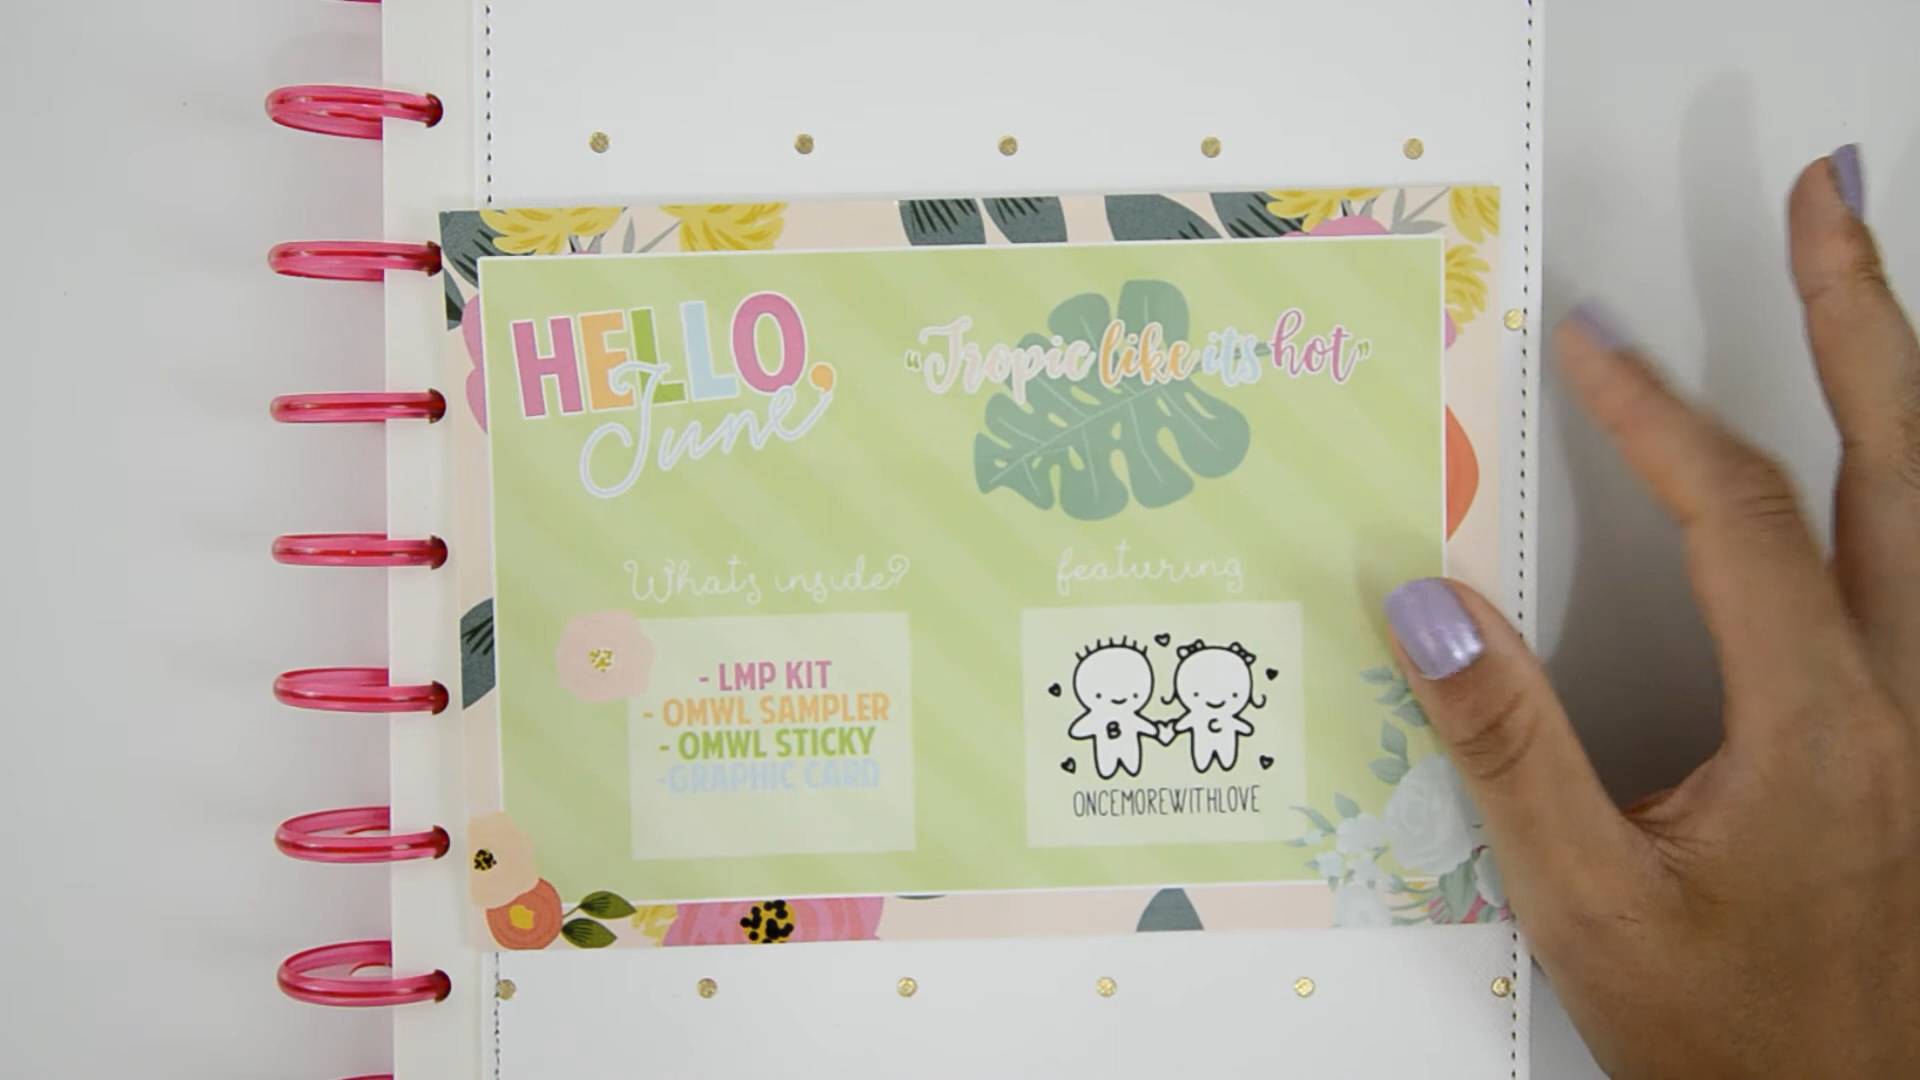 HELLO,
June
"Tropic like its hot"
What's inside?
- LMP KIT
- OMWL SAMPLER
- OMWL STICKY
-GRAPHIC CARD
featuring
B C
ONCEMOREWITHLOVE